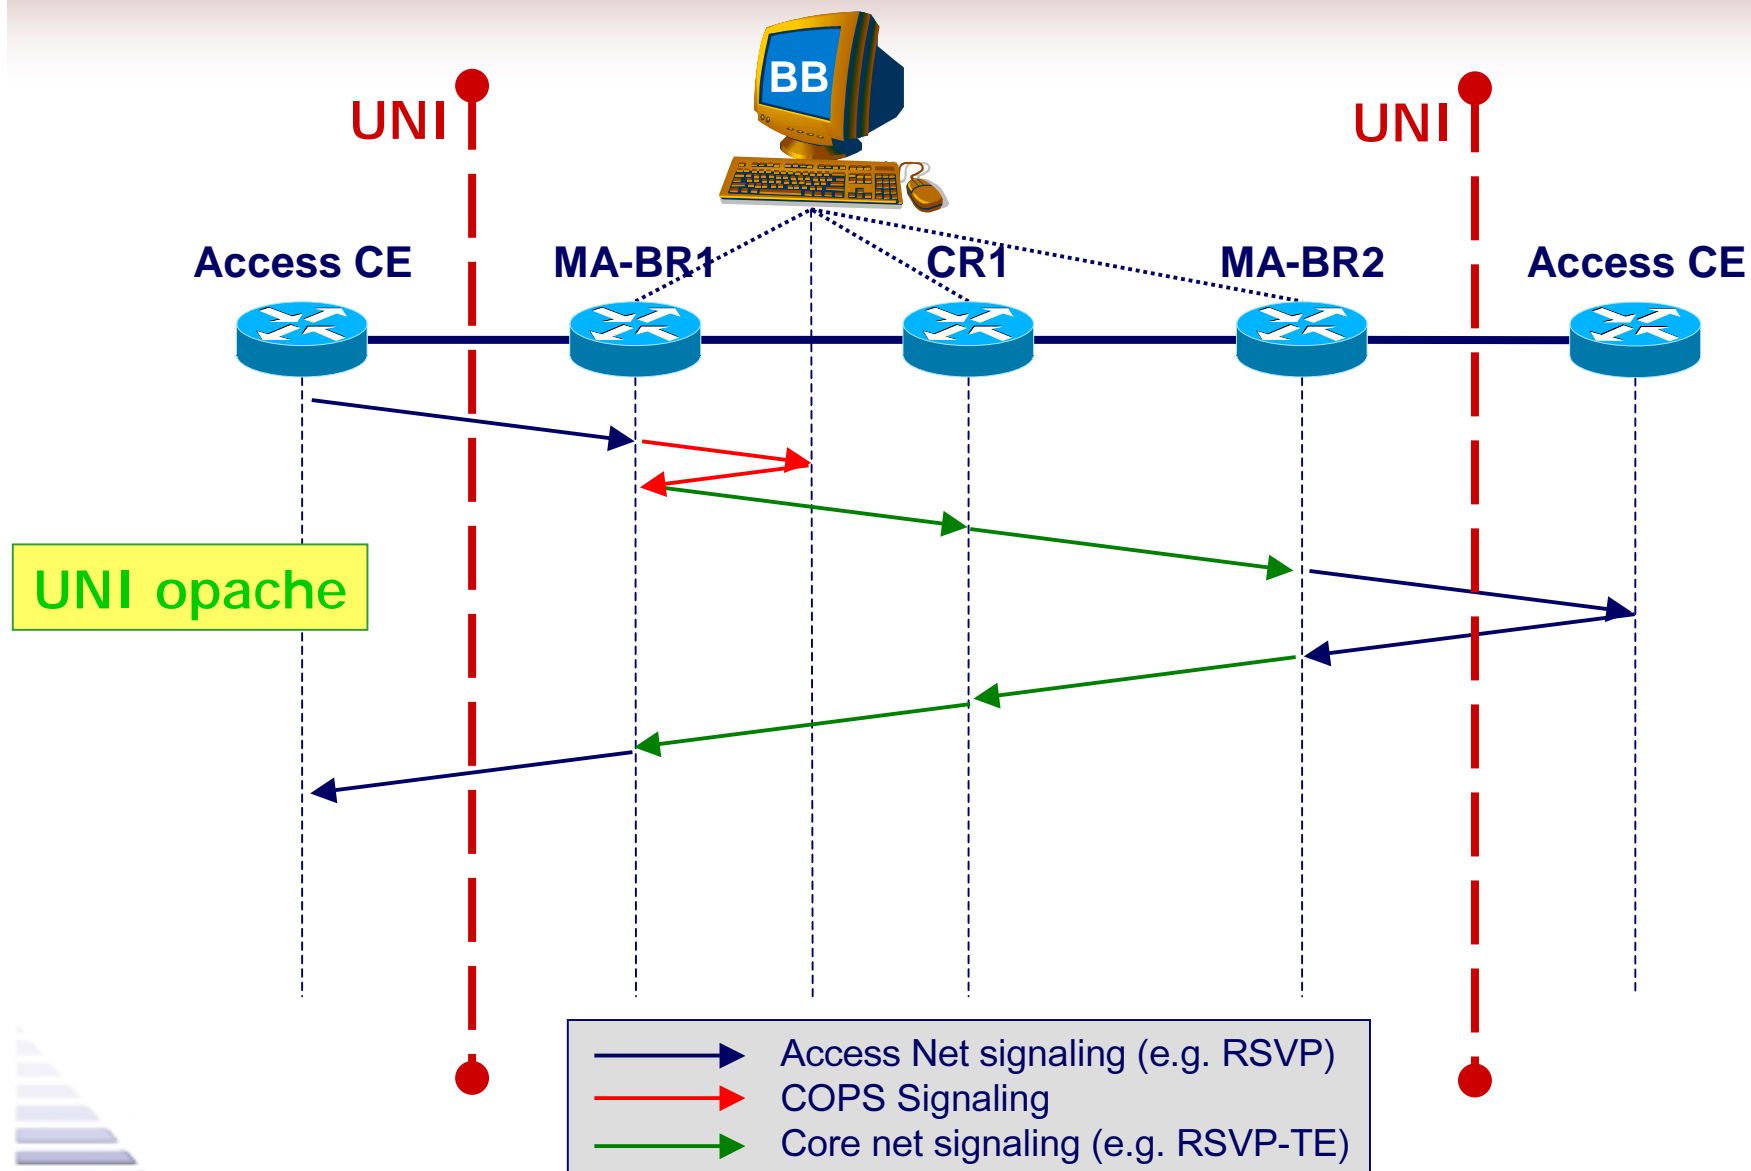 BB
UNI
UNI
Access CE
MA-BR1
CR1
MA-BR2
Access CE
UNI opache
Access Net signaling (e.g. RSVP)
COPS Signaling
Core net signaling (e.g. RSVP-TE)